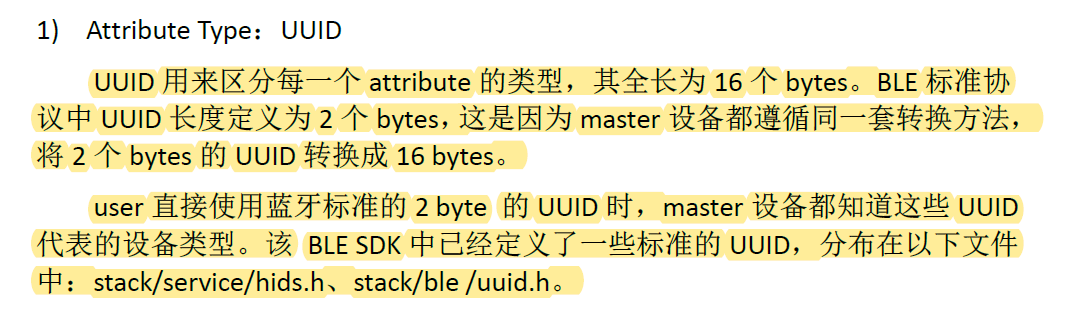 1) Attribute Type：UUID
UUID 用来区分每一个 attribute 的类型，其全长为 16 个 bytes。BLE 标准协
议中 UUID 长度定义为 2 个 bytes，这是因为 master 设备都遵循同一套转换方法，
将 2 个 bytes 的 UUID 转换成 16 bytes。
user 直接使用蓝牙标准的 2 byte 的 UUID 时，master 设备都知道这些 UUID
代表的设备类型。该 BLE SDK 中已经定义了一些标准的 UUID，分布在以下文件
中：stack/service/hids.h、stack/ble /uuid.h。